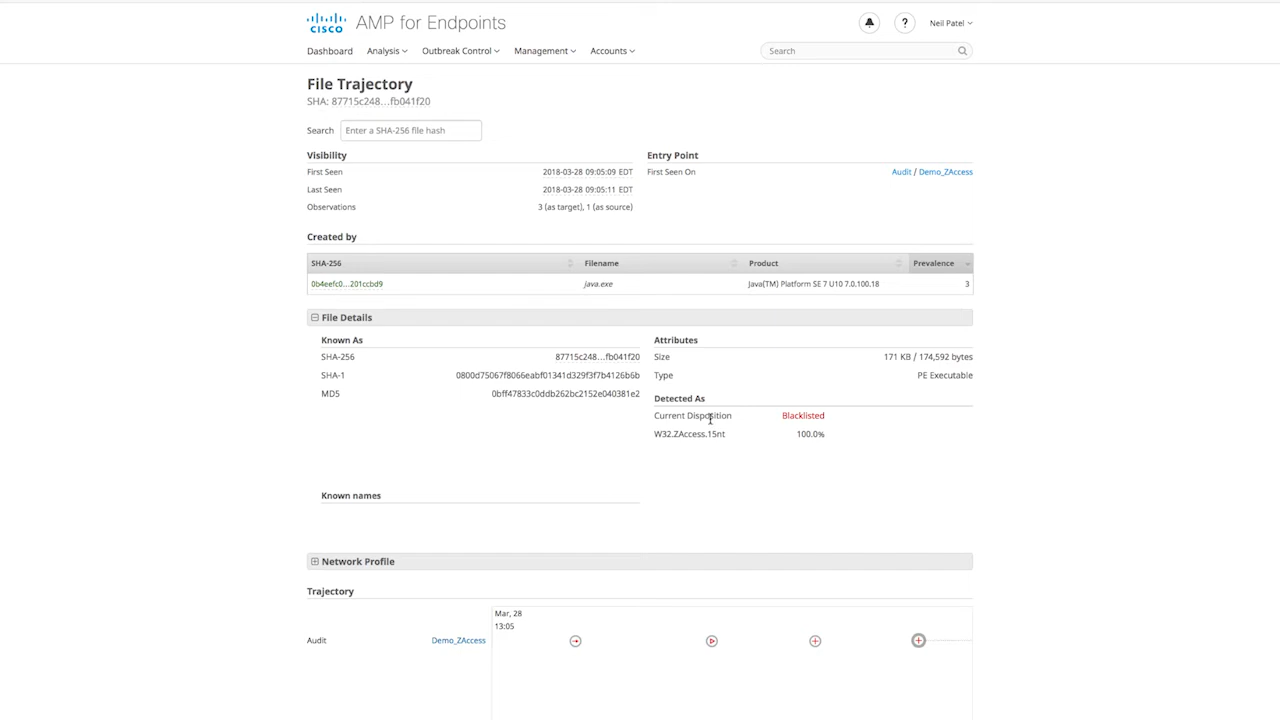 CISCO AMP for Endpoints
? Neil Patel
Dashboard Analysis Outbreak Control Management Accounts Search
File Trajectory
SHA: 87715c248...fb041f20
Search Enter a SHA-256 file hash
Visibility Entry Point
First Seen 2018-03-28 09:05:09 EDT First Seen On Audit / Demo_ZAccess
Last Seen 2018-03-28 09:05:11 EDT
Observations 3 (as target), 1 (as source)
Created by
SHA-256 Filename Product Prevalence
0b4eefc0...201ccbd9 java.exe Java(TM) Platform SE 7 U10 7.0.100.18 3
File Details
Known As Attributes
SHA-256 87715c248...fb041f20 Size 171 KB / 174,592 bytes
SHA-1 0800d75067f8066eabf01341d329f3f7b4126b6b Type PE Executable
MD5 0bff47833c0ddb262bc2152e040381e2 Detected As
Current Disposition Blacklisted
W32.ZAccess.15nt 100.0%
Known names
Network Profile
Trajectory
Mar, 28
13:05
Audit Demo_ZAccess